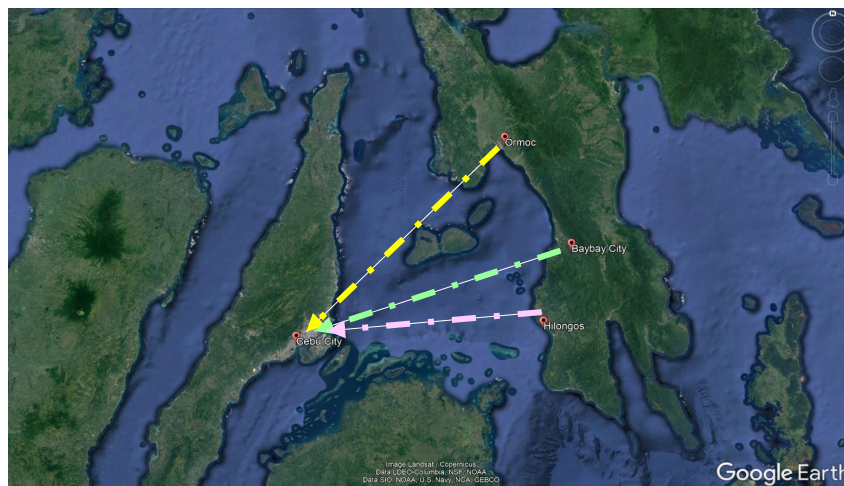 N
Ormoc
Baybay City
Hilongos
Cebu City
Image Landsat / Copernicus
Data LDEO-Columbia, NSF, NOAA
Data SIO, NOAA, U.S. Navy, NGA, GEBCO
Google Earth